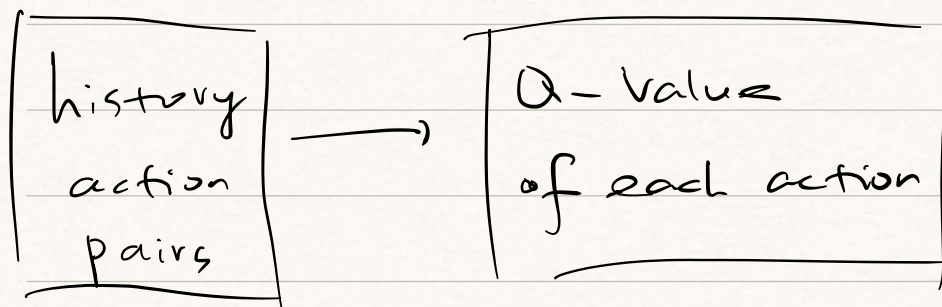 history
action
pairs
Q-Value
of each action